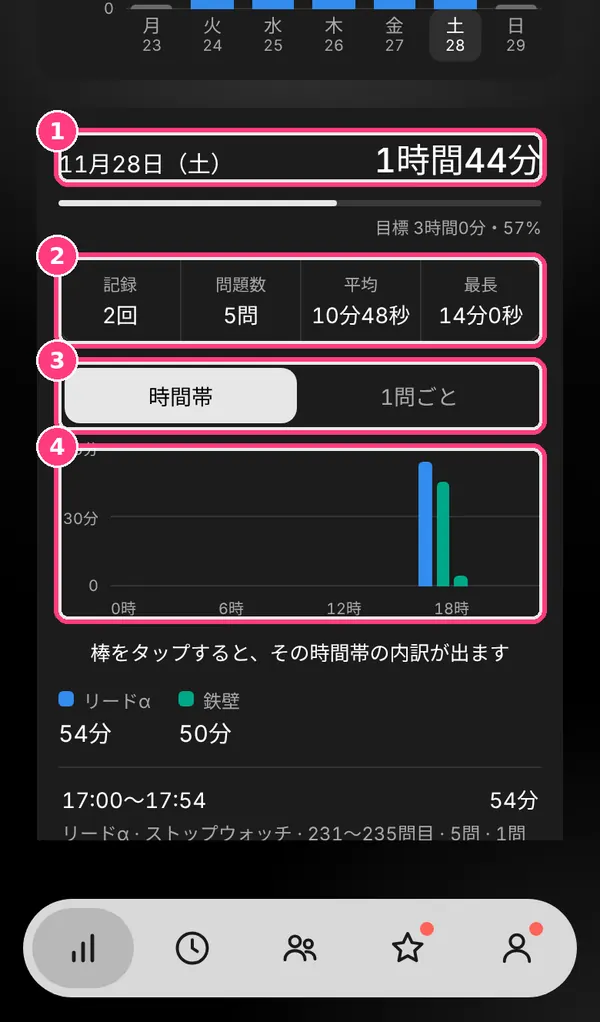 0
月 火 水 木 金 土 日
23 24 25 26 27 28 29
1
11月28日（土） 1時間44分
目標 3時間0分・57%
2
記録 問題数 平均 最長
2回 5問 10分48秒 14分0秒
3
時間帯 1問ごと
4
30分
0
0時 6時 12時 18時
棒をタップすると、その時間帯の内訳が出ます
リードα 鉄壁
54分 50分
17:00〜17:54 54分
リードα · ストップウォッチ · 231〜235問目 · 5問 · 1問